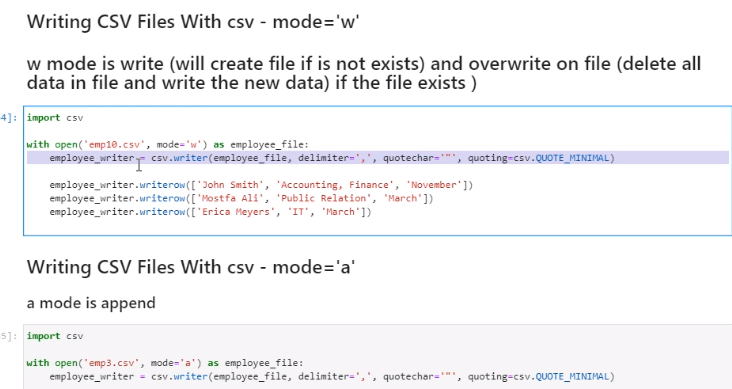 Writing CSV Files With csv - mode='w'
w mode is write (will create file if is not exists) and overwrite on file (delete all
data in file and write the new data) if the file exists )
4]: import csv
with open('emp10.csv', mode='w') as employee_file:
employee_writer = csv.writer(employee_file, delimiter=',', quotechar='"', quoting=csv.QUOTE_MINIMAL)
employee_writer.writerow(['John Smith', 'Accounting, Finance', 'November'])
employee_writer.writerow(['Mostfa Ali', 'Public Relation', 'March'])
employee_writer.writerow(['Erica Meyers', 'IT', 'March'])
Writing CSV Files With csv - mode='a'
a mode is append
5]: import csv
with open('emp3.csv', mode='a') as employee_file:
employee_writer = csv.writer(employee_file, delimiter=',', quotechar='"', quoting=csv.QUOTE_MINIMAL)